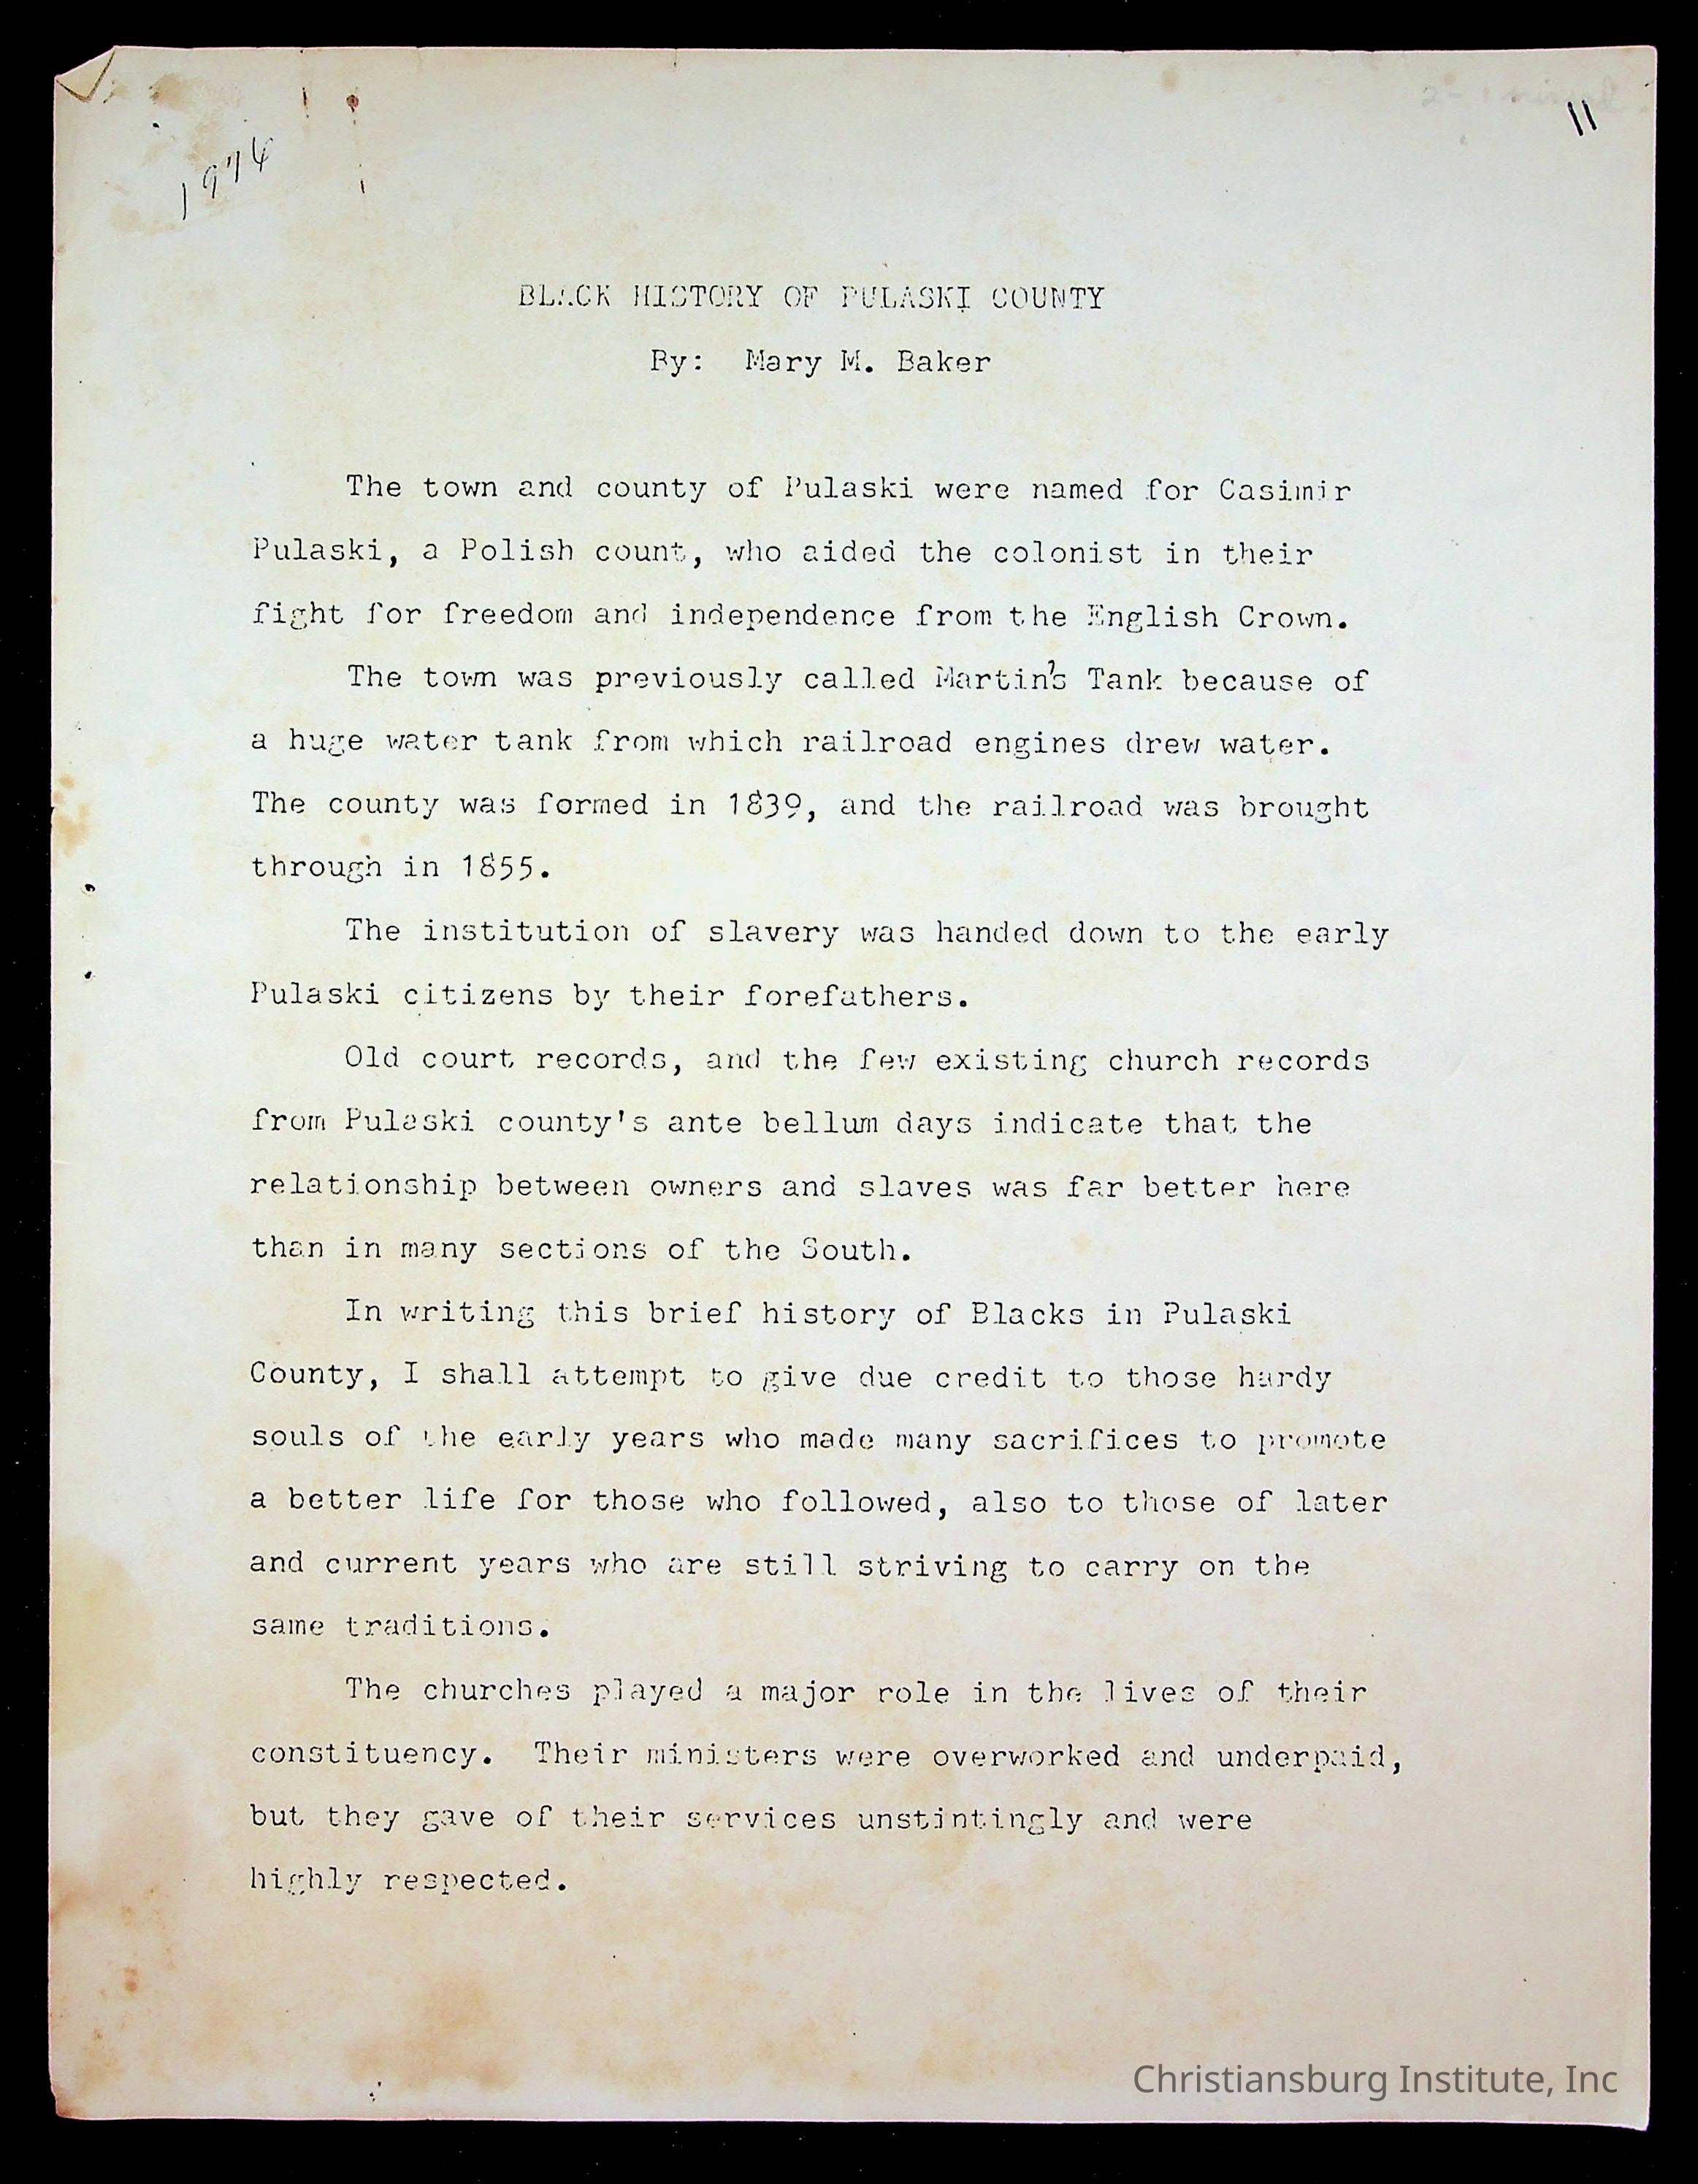 1974
11
BLACK HISTORY OF PULASKI COUNTY
By: Mary M. Baker
The town and county of Pulaski were named for Casimir
Pulaski, a Polish count, who aided the colonist in their
fight for freedom and independence from the English Crown.
The town was previously called Martin's Tank because of
a huge water tank from which railroad engines drew water.
The county was formed in 1839, and the railroad was brought
through in 1855.
The institution of slavery was handed down to the early
Pulaski citizens by their forefathers.
Old court records, and the few existing church records
from Pulaski county's ante bellum days indicate that the
relationship between owners and slaves was far better here
than in many sections of the South.
In writing this brief history of Blacks in Pulaski
County, I shall attempt to give due credit to those hardy
souls of the early years who made many sacrifices to promote
a better life for those who followed, also to those of later
and current years who are still striving to carry on the
same traditions.
The churches played a major role in the lives of their
constituency. Their ministers were overworked and underpaid,
but they gave of their services unstintingly and were
highly respected.
Christiansburg Institute, Inc